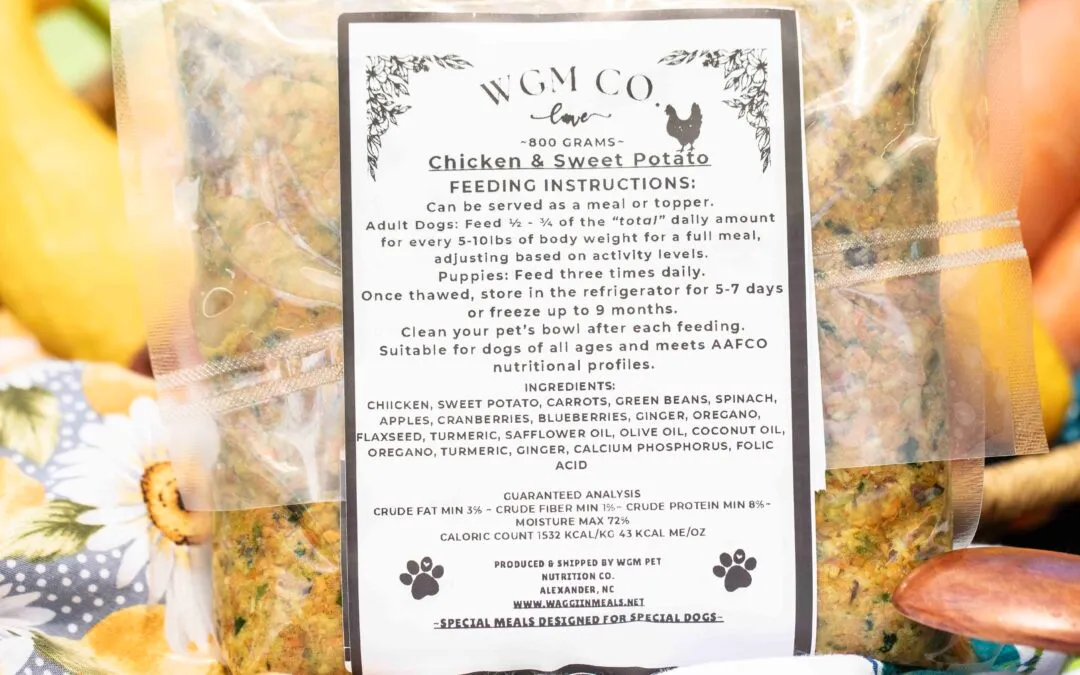 WGM CO.
love
~800 GRAMS~
Chicken & Sweet Potato
FEEDING INSTRUCTIONS:
Can be served as a meal or topper.
Adult Dogs: Feed ½ - ¾ of the “total” daily amount
for every 5-10lbs of body weight for a full meal,
adjusting based on activity levels.
Puppies: Feed three times daily.
Once thawed, store in the refrigerator for 5-7 days
or freeze up to 9 months.
Clean your pet's bowl after each feeding.
Suitable for dogs of all ages and meets AAFCO
nutritional profiles.
INGREDIENTS:
CHIICKEN, SWEET POTATO, CARROTS, GREEN BEANS, SPINACH,
APPLES, CRANBERRIES, BLUEBERRIES, GINGER, OREGANO,
FLAXSEED, TURMERIC, SAFFLOWER OIL, OLIVE OIL, COCONUT OIL,
OREGANO, TURMERIC, GINGER, CALCIUM PHOSPHORUS, FOLIC
ACID
GUARANTEED ANALYSIS
CRUDE FAT MIN 3% ~ CRUDE FIBER MIN 1%~ CRUDE PROTEIN MIN 8%~
MOISTURE MAX 72%
CALORIC COUNT 1532 KCAL/KG 43 KCAL ME/OZ
PRODUCED & SHIPPED BY WGM PET
NUTRITION CO.
ALEXANDER, NC
WWW.WAGGIINMEALS.NET
~SPECIAL MEALS DESIGNED FOR SPECIAL DOGS~